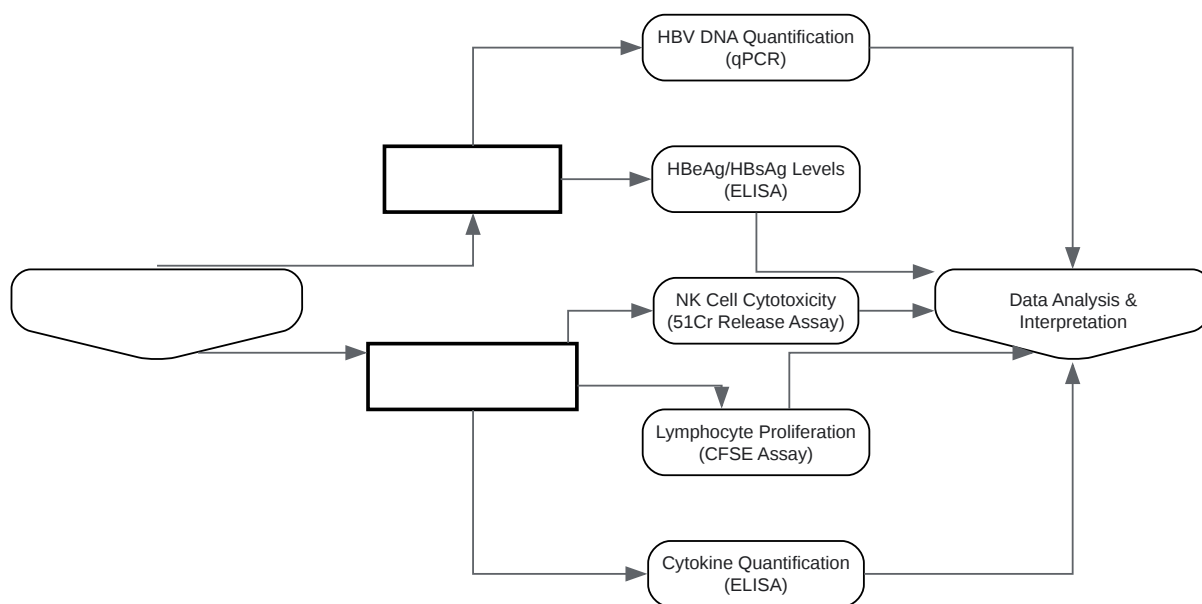 HBV DNA Quantification
(qPCR)
HBeAg/HBsAg Levels
(ELISA)
NK Cell Cytotoxicity
(51Cr Release Assay)
Data Analysis &
Interpretation
Lymphocyte Proliferation
(CFSE Assay)
Cytokine Quantification
(ELISA)